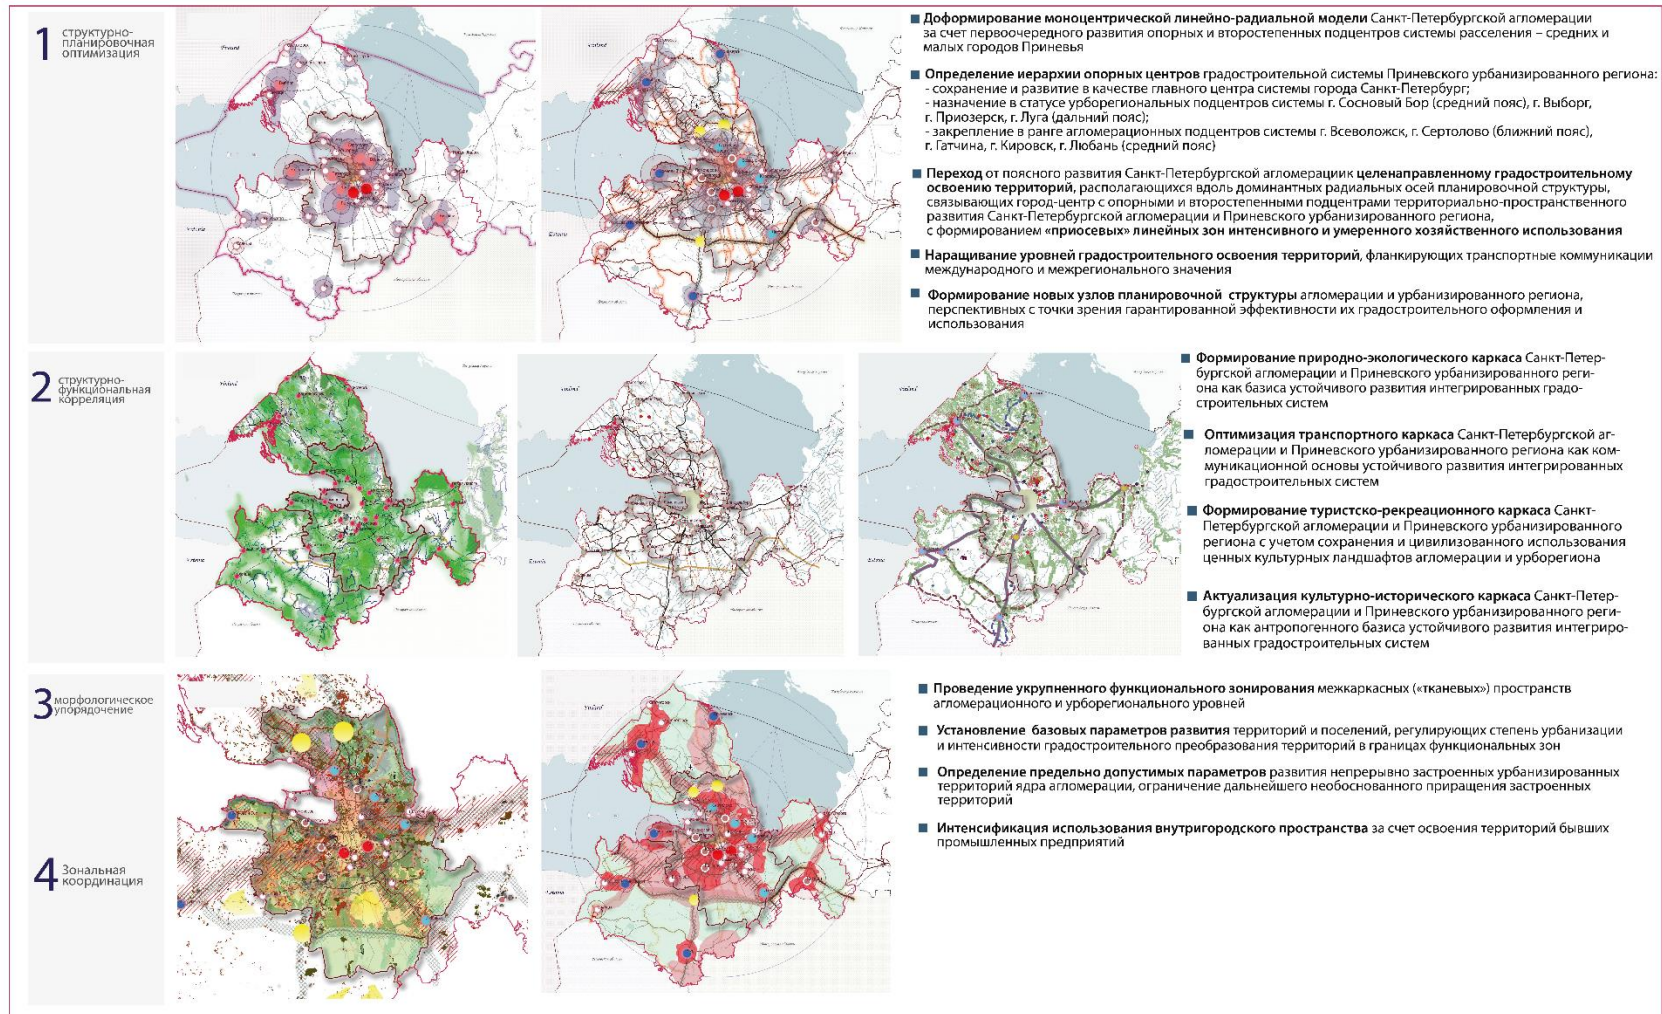 1
структурно-
планировочная
оптимизация
Доформирование моноцентрической линейно-радиальной модели Санкт-Петербургской агломерации
за счет первоочередного развития опорных и второстепенных подцентров системы расселения – средних и
малых городов Приневья
Определение иерархии опорных центров градостроительной системы Приневского урбанизированного региона:
- сохранение и развитие в качестве главного центра системы города Санкт-Петербург;
- назначение в статусе урборегиональных подцентров системы г. Сосновый Бор (средний пояс), г. Выборг,
г. Приозерск, г. Луга (дальний пояс);
- закрепление в ранге агломерационных подцентров системы г. Всеволожск, г. Сертолово (ближний пояс),
г. Гатчина, г. Кировск, г. Любань (средний пояс)
Переход от поясного развития Санкт-Петербургской агломерациик целенаправленному градостроительному
освоению территорий, располагающихся вдоль доминантных радиальных осей планировочной структуры,
связывающих город-центр с опорными и второстепенными подцентрами территориально-пространственного
развития Санкт-Петербургской агломерации и Приневского урбанизированного региона,
с формированием «приосевых» линейных зон интенсивного и умеренного хозяйственного использования
Наращивание уровней градостроительного освоения территорий, фланкирующих транспортные коммуникации
международного и межрегионального значения
Формирование новых узлов планировочной структуры агломерации и урбанизированного региона,
перспективных с точки зрения гарантированной эффективности их градостроительного оформления и
использования
2
структурно-
функциональная
корреляция
Формирование природно-экологического каркаса Санкт-Петер-
бургской агломерации и Приневского урбанизированного реги-
она как базиса устойчивого развития интегрированных градо-
строительных систем
Оптимизация транспортного каркаса Санкт-Петербургской аг-
ломерации и Приневского урбанизированного региона как ком-
муникационной основы устойчивого развития интегрированных
градостроительных систем
Формирование туристско-рекреационного каркаса Санкт-
Петербургской агломерации и Приневского урбанизированного
региона с учетом сохранения и цивилизованного использования
ценных культурных ландшафтов агломерации и урборегиона
Актуализация культурно-исторического каркаса Санкт-Петер-
бургской агломерации и Приневского урбанизированного реги-
она как антропогенного базиса устойчивого развития интегриро-
ванных градостроительных систем
3
морфологическое
упорядочение
Проведение укрупненного функционального зонирования межкаркасных («тканевых») пространств
агломерационного и урборегионального уровней
Установление базовых параметров развития территорий и поселений, регулирующих степень урбанизации
и интенсивности градостроительного преобразования территорий в границах функциональных зон
Определение предельно допустимых параметров развития непрерывно застроенных урбанизированных
территорий ядра агломерации, ограничение дальнейшего необоснованного приращения застроенных
территорий
Интенсификация использования внутригородского пространства за счет освоения территорий бывших
промышленных предприятий
4
Зональная
координация